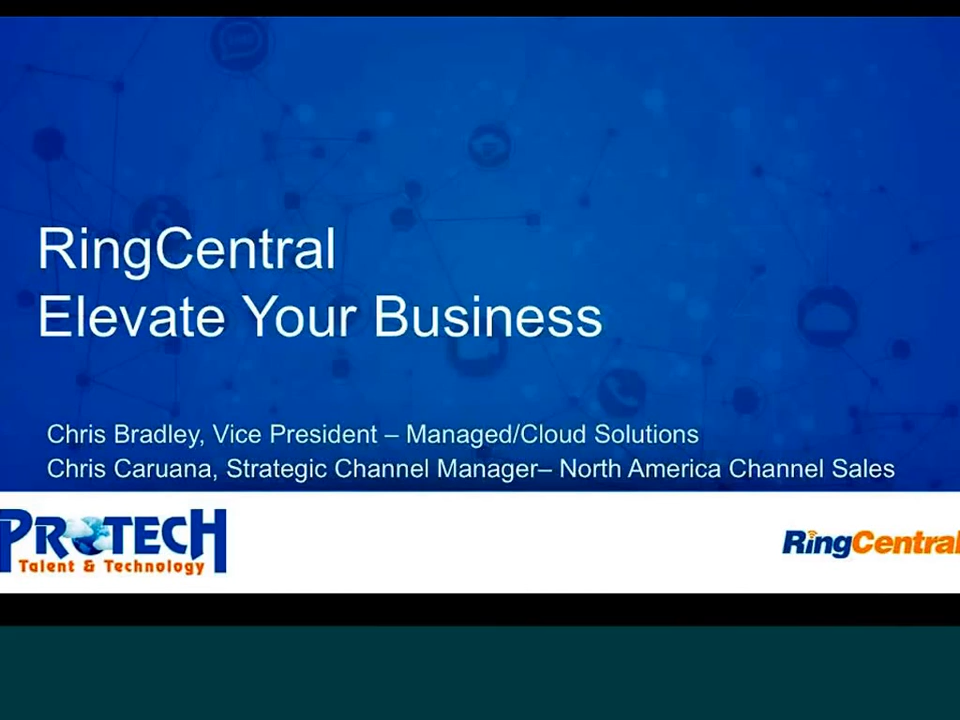 RingCentral
Elevate Your Business
Chris Bradley, Vice President – Managed/Cloud Solutions
Chris Caruana, Strategic Channel Manager– North America Channel Sales
PROTECH
Talent & Technology
RingCentral